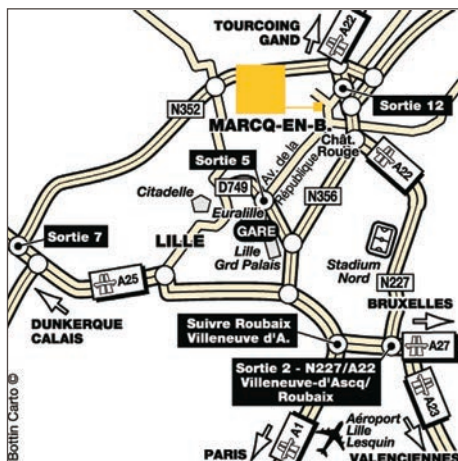 TOURCOING
GAND
A22
Sortie 12
N352
MARCQ-EN-B.
Chât.
Rouge
Sortie 5
Av. de la
République
A22
D749
Citadelle
Euralille
N356
GARE
LILLE
Lille
Grd Palais
Sortie 7
Stadium
Nord
A25
N227
BRUXELLES
DUNKERQUE
CALAIS
Suivre Roubaix
Villeneuve d'A.
A27
Sortie 2 - N227/A22
Villeneuve-d'Ascq/
Roubaix
A23
A1
Aéroport
Lille
Lesquin
PARIS
VALENCIENNES
Bottin Carto ©